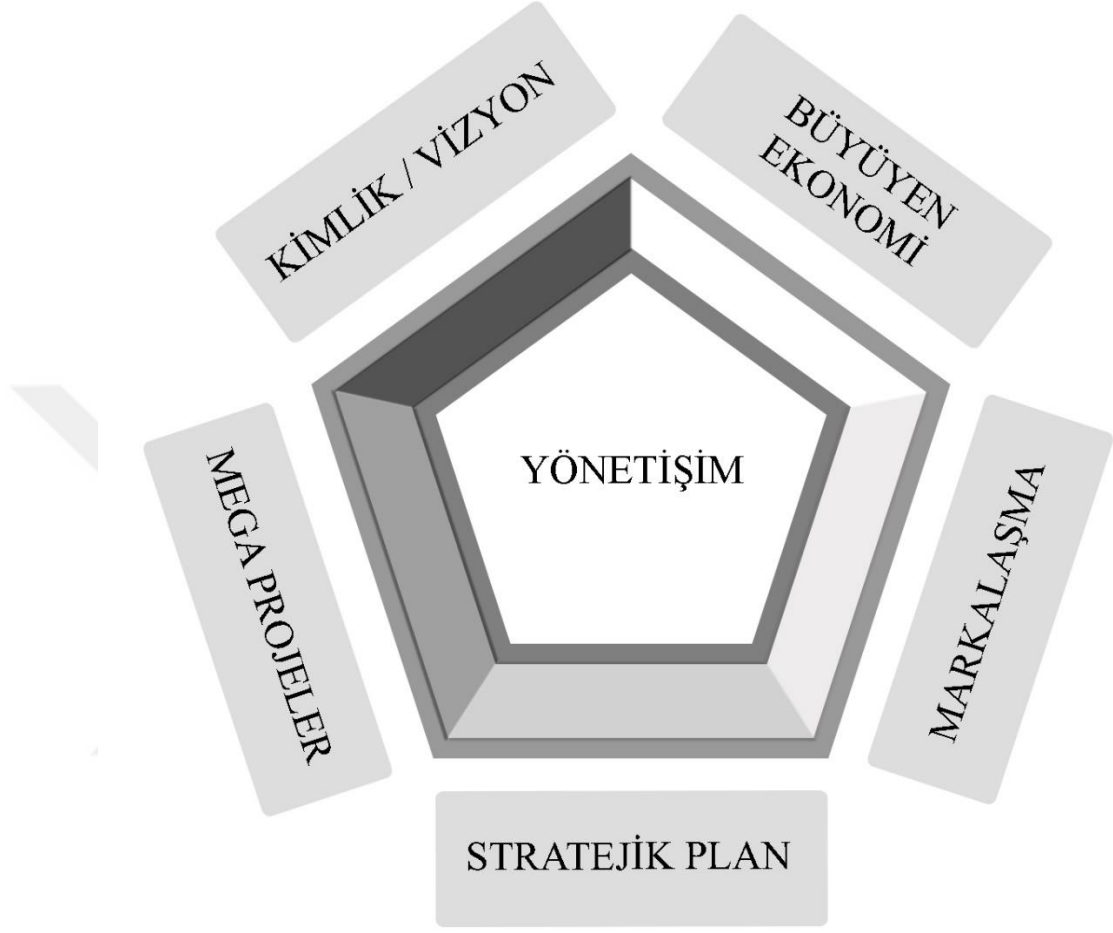 KİMLİK / VİZYON
BÜYÜYEN
EKONOMİ
YÖNETİŞİM
MEGA PROJELER
MARKALAŞMA
STRATEJİK PLAN